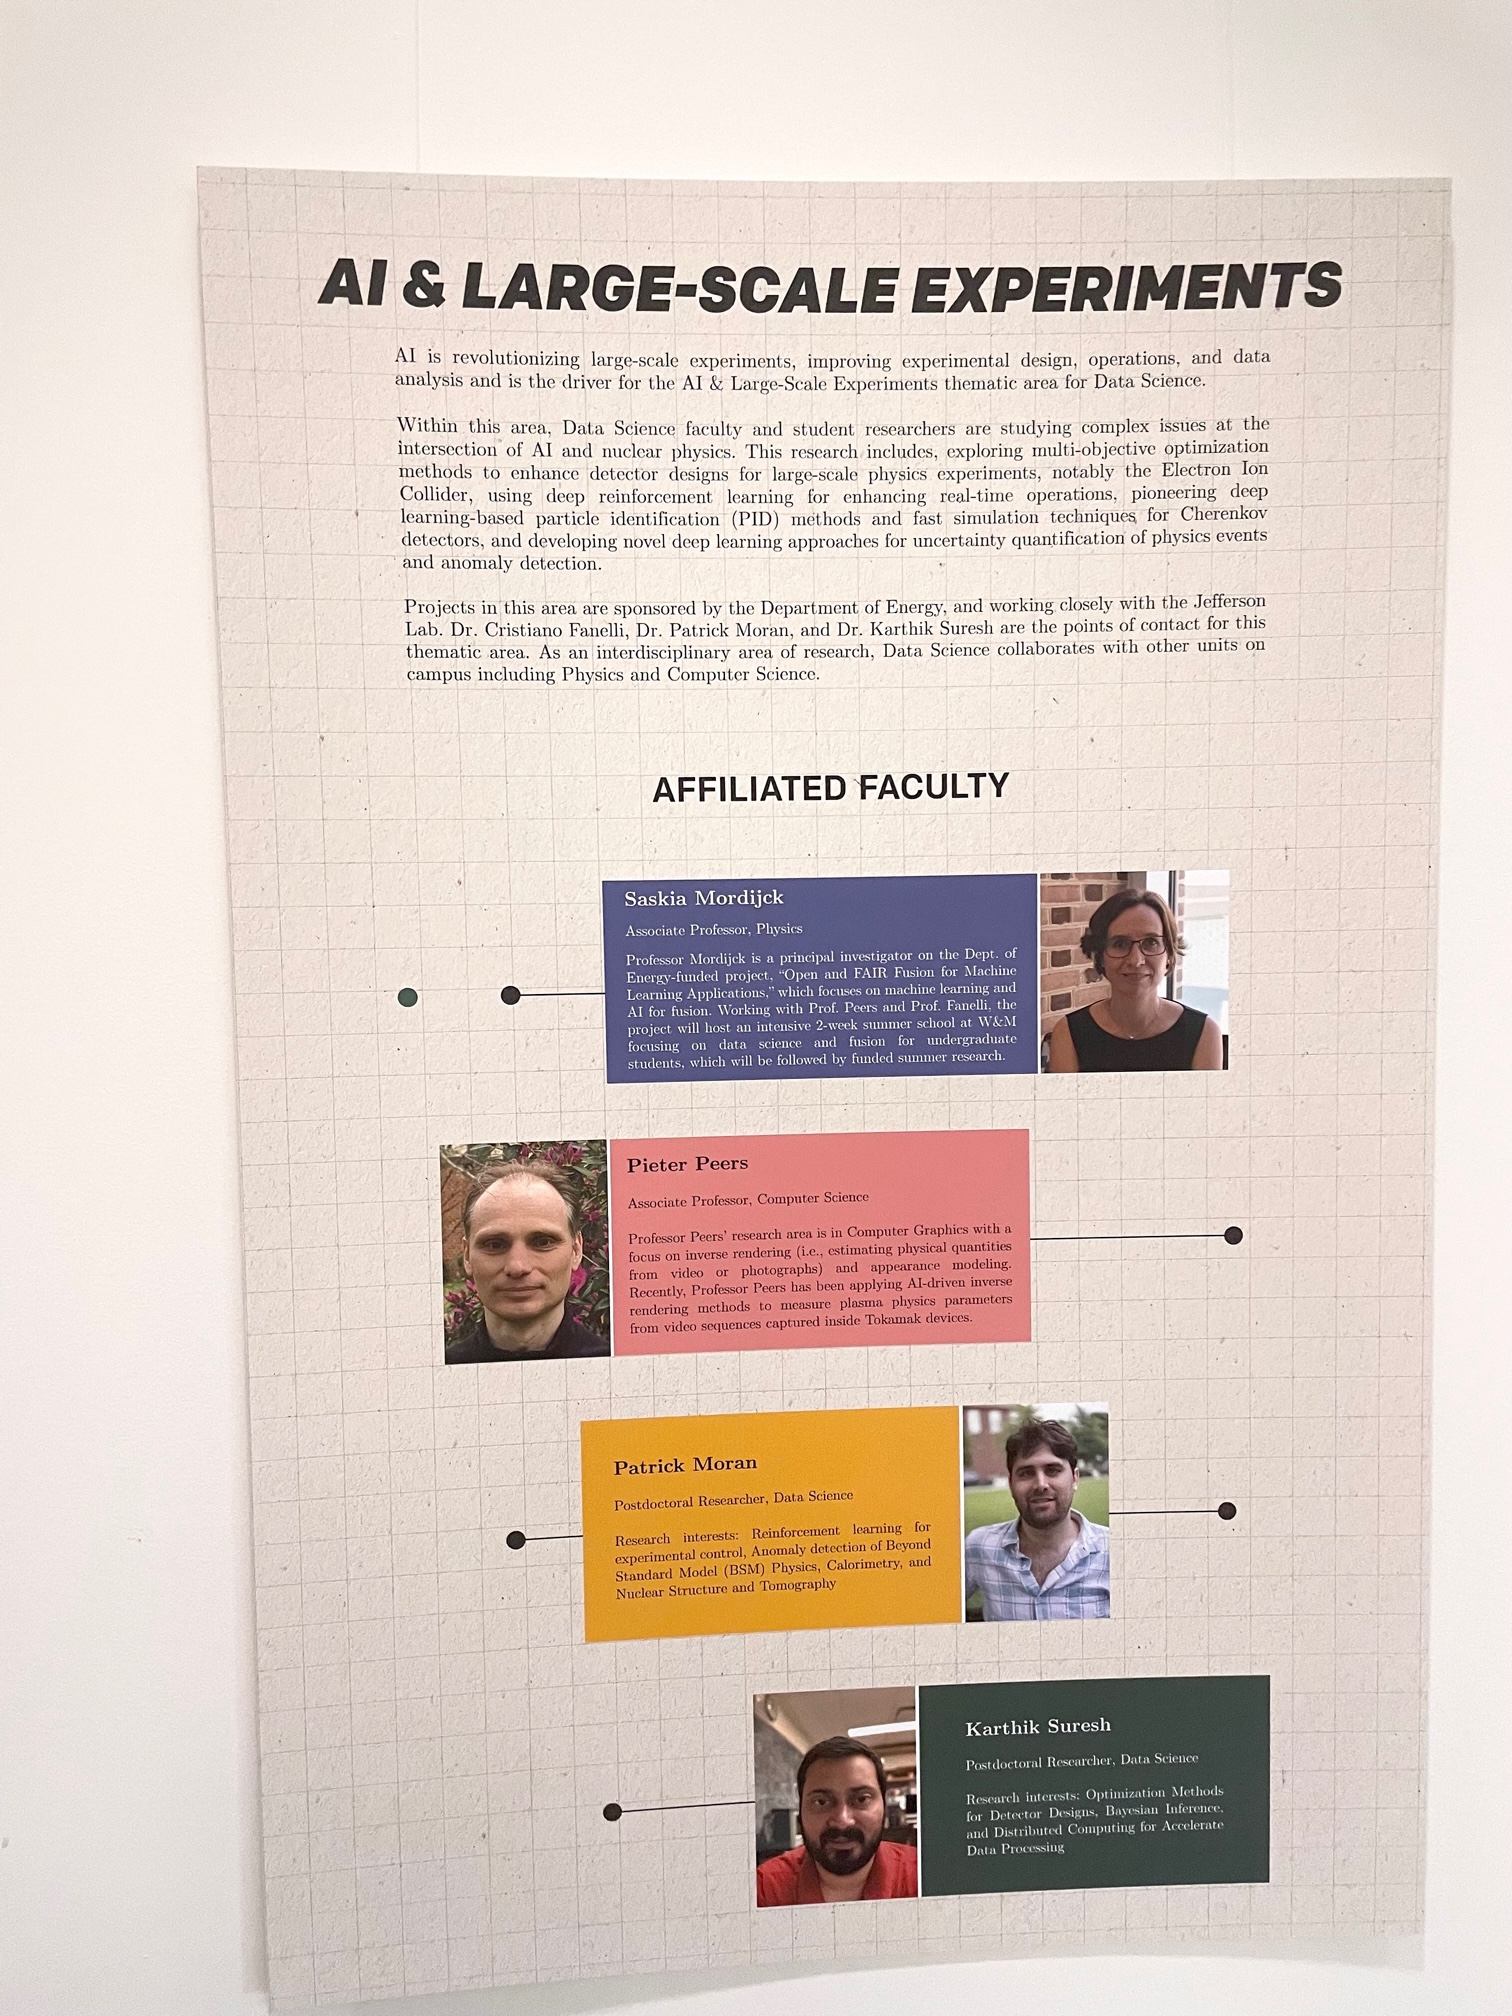 AI & LARGE-SCALE EXPERIMENTS
AI is revolutionizing large-scale experiments, improving experimental design, operations, and data
analysis and is the driver for the AI & Large-Scale Experiments thematic area for Data Science.
Within this area, Data Science faculty and student researchers are studying complex issues at the
intersection of AI and nuclear physics. This research includes, exploring multi-objective optimization
methods to enhance detector designs for large-scale physics experiments, notably the Electron Ion
Collider, using deep reinforcement learning for enhancing real-time operations, pioneering deep
learning-based particle identification (PID) methods and fast simulation techniques for Cherenkov
detectors, and developing novel deep learning approaches for uncertainty quantification of physics events
and anomaly detection.
Projects in this area are sponsored by the Department of Energy, and working closely with the Jefferson
Lab. Dr. Cristiano Fanelli, Dr. Patrick Moran, and Dr. Karthik Suresh are the points of contact for this
thematic area. As an interdisciplinary area of research, Data Science collaborates with other units on
campus including Physics and Computer Science.
AFFILIATED FACULTY
Saskia Mordijck
Associate Professor, Physics
Professor Mordijck is a principal investigator on the Dept. of
Energy-funded project, “Open and FAIR Fusion for Machine
Learning Applications,” which focuses on machine learning and
AI for fusion. Working with Prof. Peers and Prof. Fanelli, the
project will host an intensive 2-week summer school at W&M
focusing on data science and fusion for undergraduate
students, which will be followed by funded summer research.
Pieter Peers
Associate Professor, Computer Science
Professor Peers’ research area is in Computer Graphics with a
focus on inverse rendering (i.e., estimating physical quantities
from video or photographs) and appearance modeling.
Recently, Professor Peers has been applying AI-driven inverse
rendering methods to measure plasma physics parameters
from video sequences captured inside Tokamak devices.
Patrick Moran
Postdoctoral Researcher, Data Science
Research interests: Reinforcement learning for
experimental control, Anomaly detection of Beyond
Standard Model (BSM) Physics, Calorimetry, and
Nuclear Structure and Tomography
Karthik Suresh
Postdoctoral Researcher, Data Science
Research interests: Optimization Methods
for Detector Designs, Bayesian Inference,
and Distributed Computing for Accelerate
Data Processing